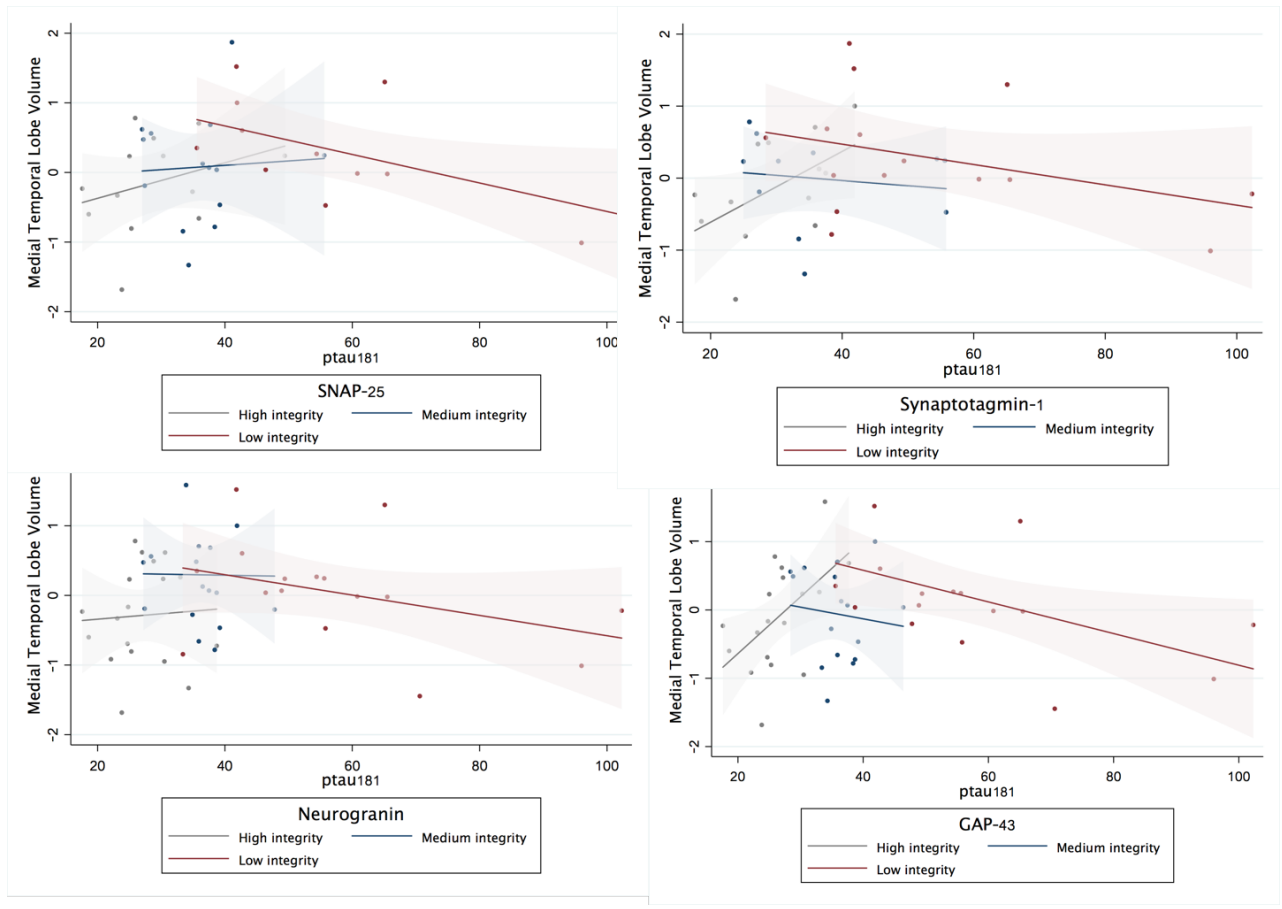 Medial Temporal Lobe Volume
2
1
0
-1
-2
20
40
60
80
100
ptau181
SNAP-25
High integrity
Medium integrity
Low integrity
Medial Temporal Lobe Volume
2
1
0
-1
-2
20
40
60
80
100
ptau181
Synaptotagmin-1
High integrity
Medium integrity
Low integrity
Medial Temporal Lobe Volume
1
0
-1
-2
20
40
60
80
100
ptau181
Neurogranin
High integrity
Medium integrity
Low integrity
Medial Temporal Lobe Volume
1
0
-1
-2
20
40
60
80
100
ptau181
GAP-43
High integrity
Medium integrity
Low integrity